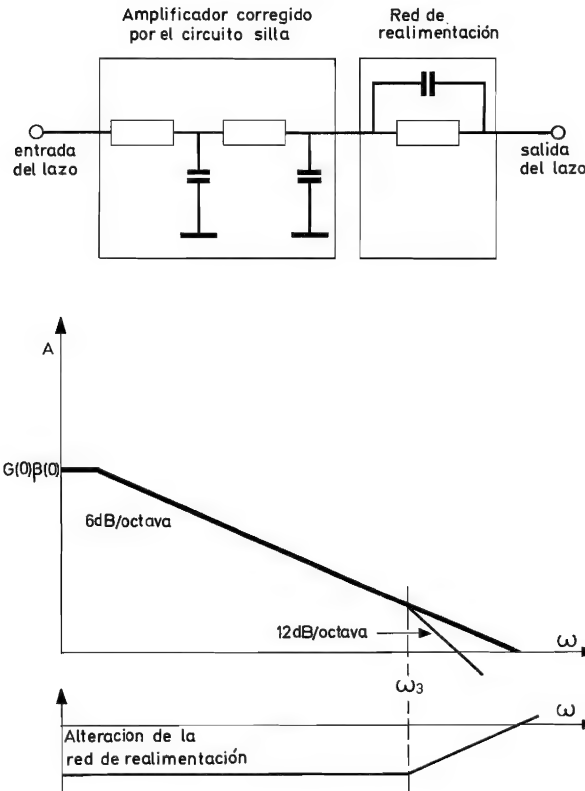 Amplificador corregido
por el circuito silta
Red de
realimentación
entrada
del lazo
salida
del lazo
A
G(0)β(0)
6dB/octava
12dB/octava
ω
ω₃
ω
Alteracion de la
red de realimentación